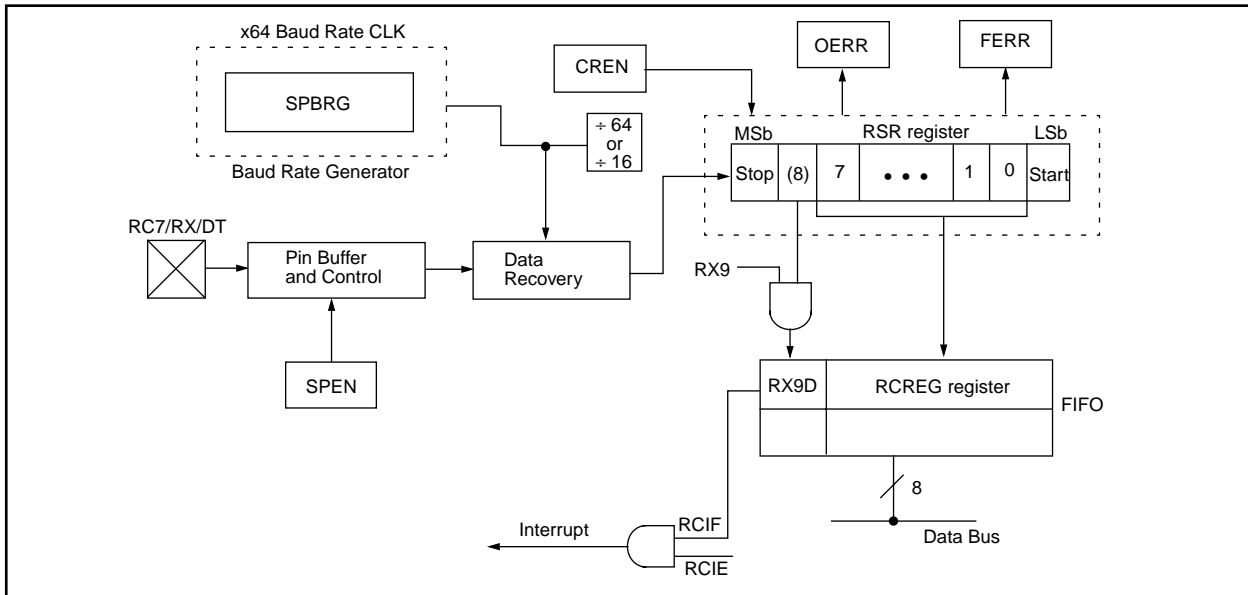 x64 Baud Rate CLK
SPBRG
Baud Rate Generator
CREN
OERR
FERR
÷ 64
or
÷ 16
MSb
RSR register
LSb
Stop
(8)
7
• • •
1
0
Start
RC7/RX/DT
Pin Buffer
and Control
Data
Recovery
RX9
SPEN
RX9D
RCREG register
FIFO
8
Data Bus
Interrupt
RCIF
RCIE